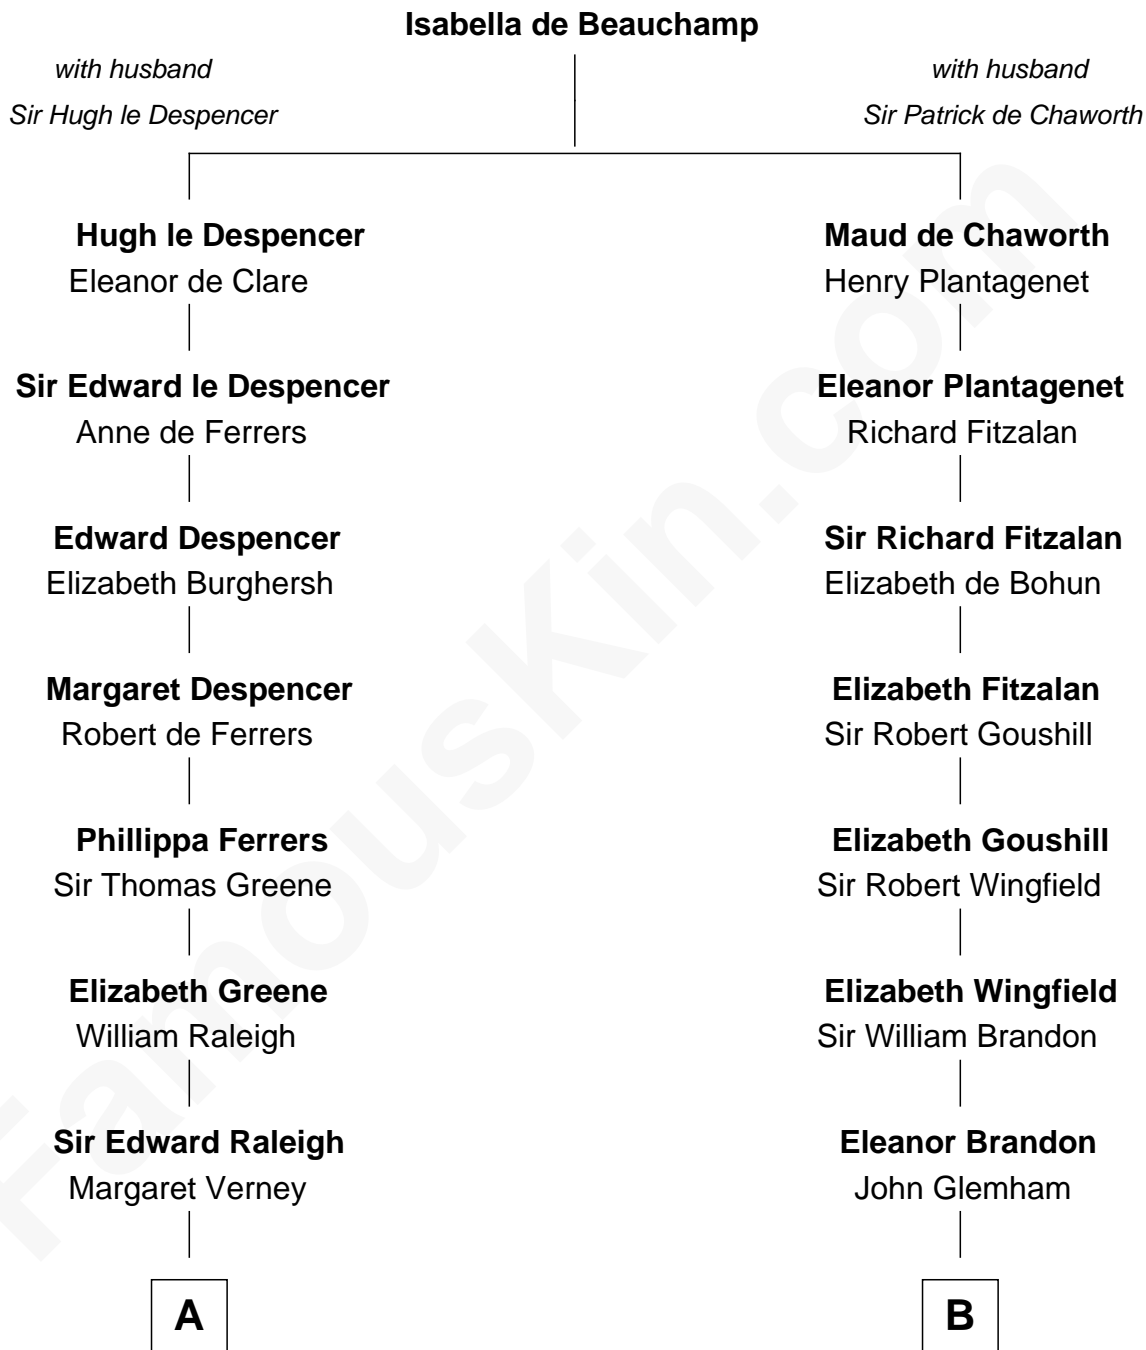 Isabella de Beauchamp
with husband
Sir Hugh le Despencer
with husband
Sir Patrick de Chaworth
Hugh le Despencer
Eleanor de Clare
Maud de Chaworth
Henry Plantagenet
Sir Edward le Despencer
Anne de Ferrers
Eleanor Plantagenet
Richard Fitzalan
Edward Despencer
Elizabeth Burghersh
Sir Richard Fitzalan
Elizabeth de Bohun
Margaret Despencer
Robert de Ferrers
Elizabeth Fitzalan
Sir Robert Goushill
Phillippa Ferrers
Sir Thomas Greene
Elizabeth Goushill
Sir Robert Wingfield
Elizabeth Greene
William Raleigh
Elizabeth Wingfield
Sir William Brandon
Sir Edward Raleigh
Margaret Verney
Eleanor Brandon
John Glemham
A
B
FamousKin.com